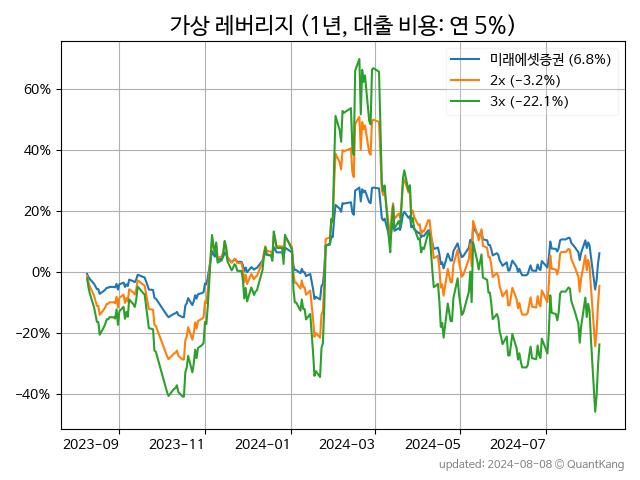 가상 레버리지 (1년, 대출 비용: 연 5%)
미래에셋증권 (6.8%)
2x (−3.2%)
3x (−22.1%)
60%
40%
20%
0%
−20%
−40%
2023-09
2023-11
2024-01
2024-03
2024-05
2024-07
updated: 2024-08-08 © QuantKang